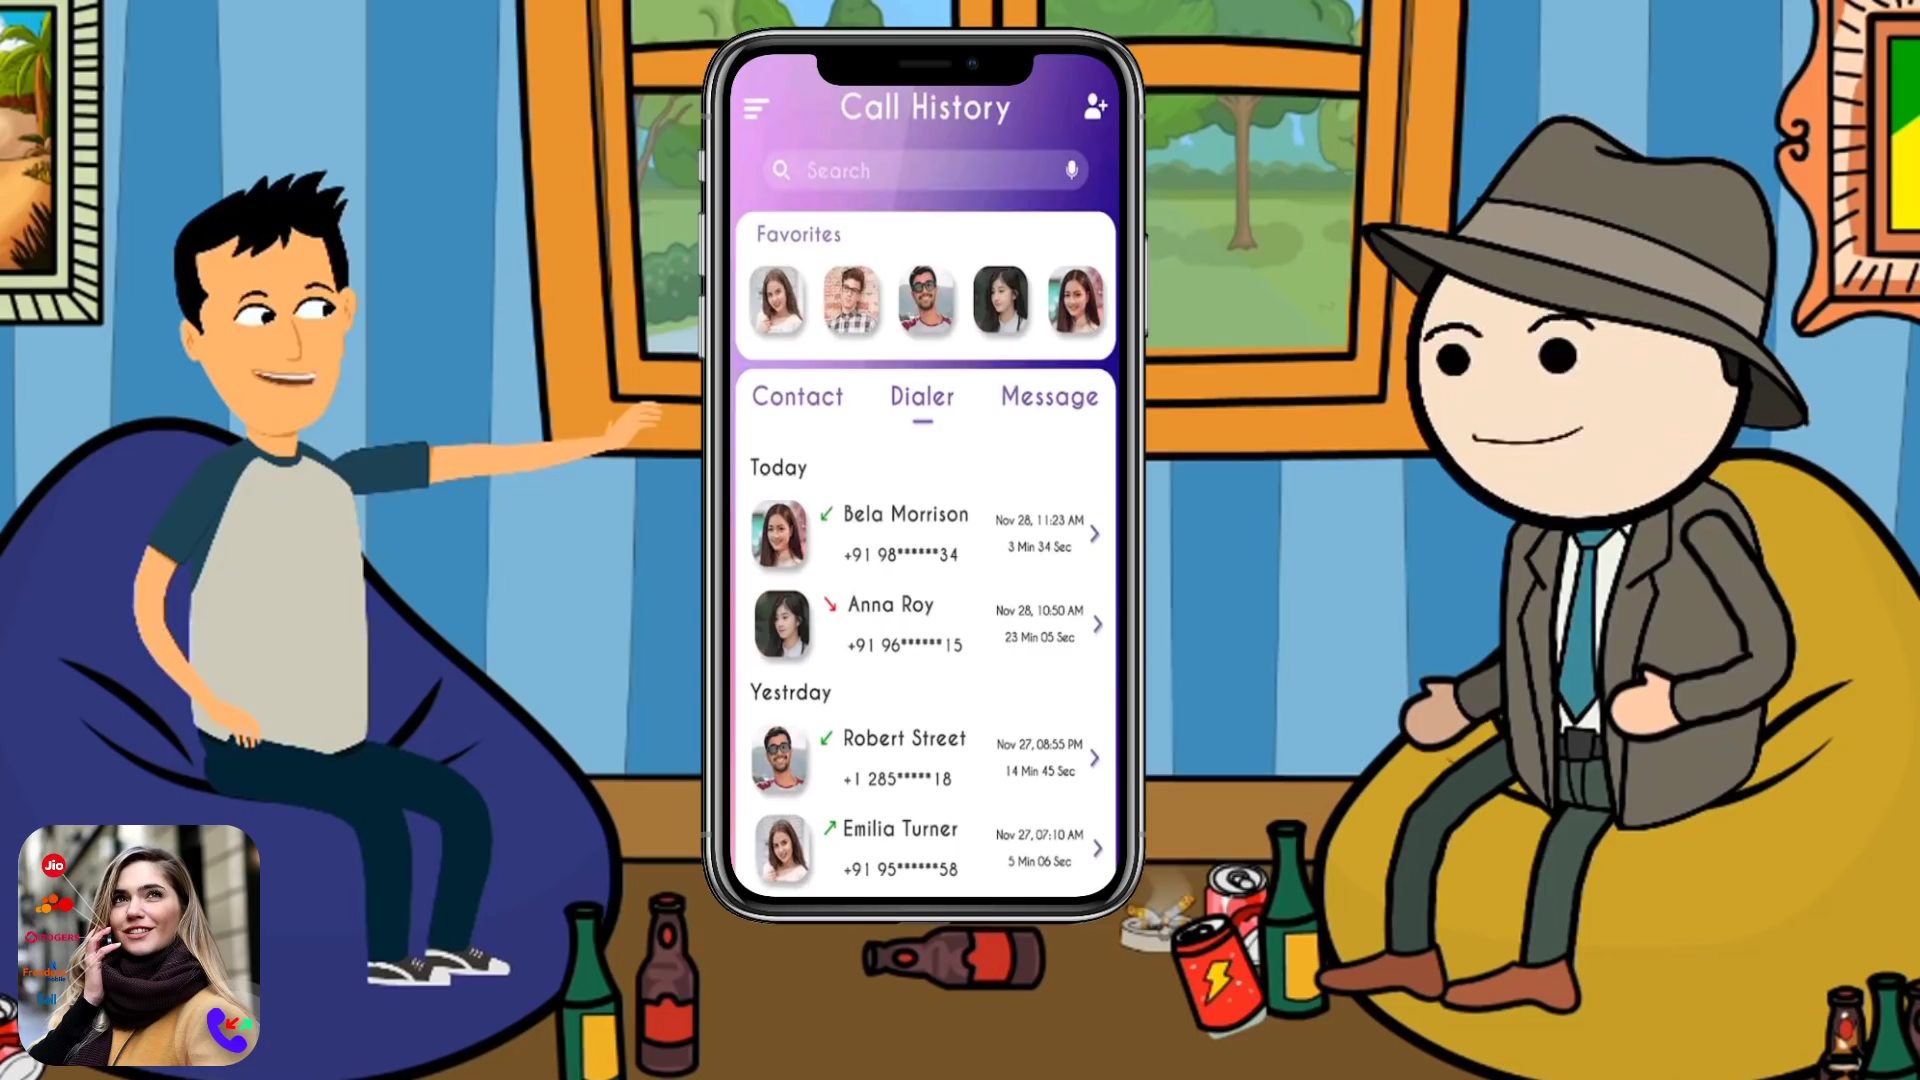 Call History
Search
Favorites
Contact Dialer Message
Today
Bela Morrison
Nov 28, 11:23 AM
+91 98******34
3 Min 34 Sec
Anna Roy
Nov 28, 10:50 AM
+91 96******15
23 Min 05 Sec
Yestrday
Robert Street
Nov 27, 08:55 PM
+1 285*****18
14 Min 45 Sec
Emilia Turner
Nov 27, 07:10 AM
+91 95******58
5 Min 06 Sec
Jio
ROGERS